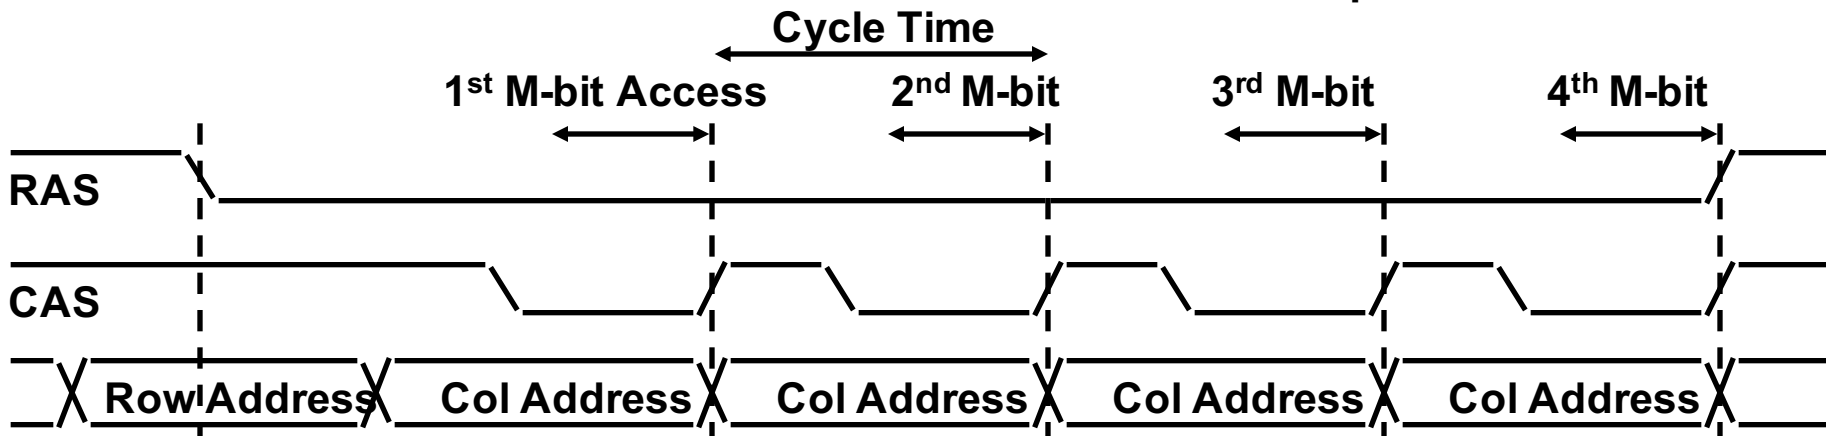 Cycle Time
1st M-bit Access 2nd M-bit 3rd M-bit 4th M-bit
RAS
CAS
Row Address Col Address Col Address Col Address Col Address